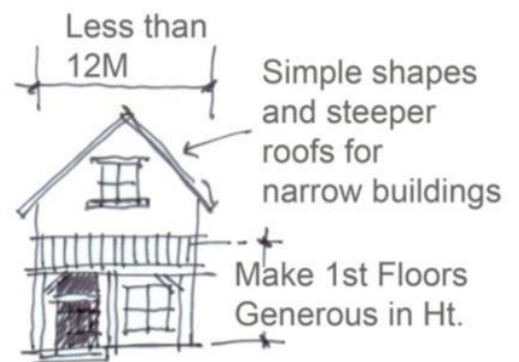 Less than
12M
Simple shapes
and steeper
roofs for
narrow buildings
Make 1st Floors
Generous in Ht.